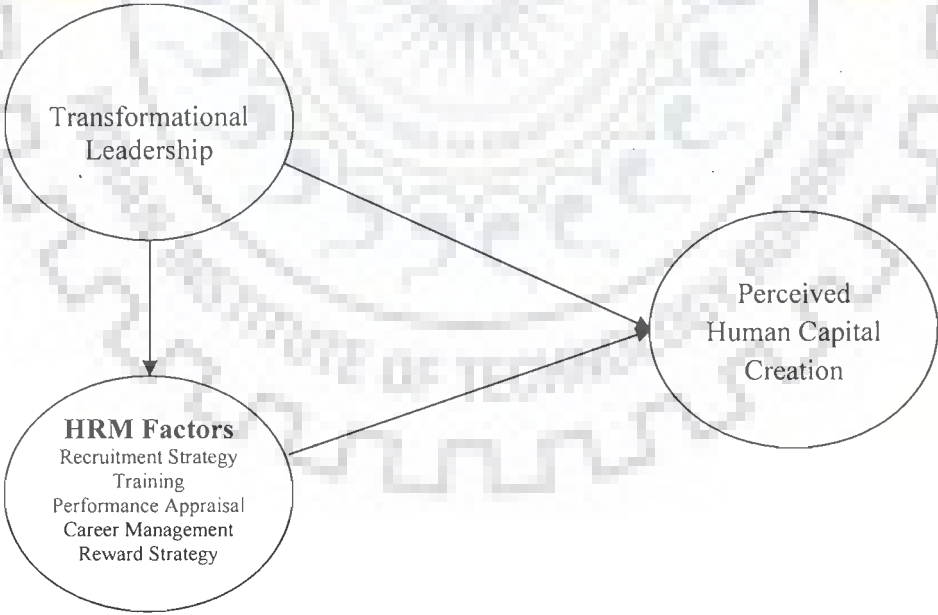 Transformational
Leadership
Perceived
Human Capital
Creation
HRM Factors
Recruitment Strategy
Training
Performance Appraisal
Career Management
Reward Strategy